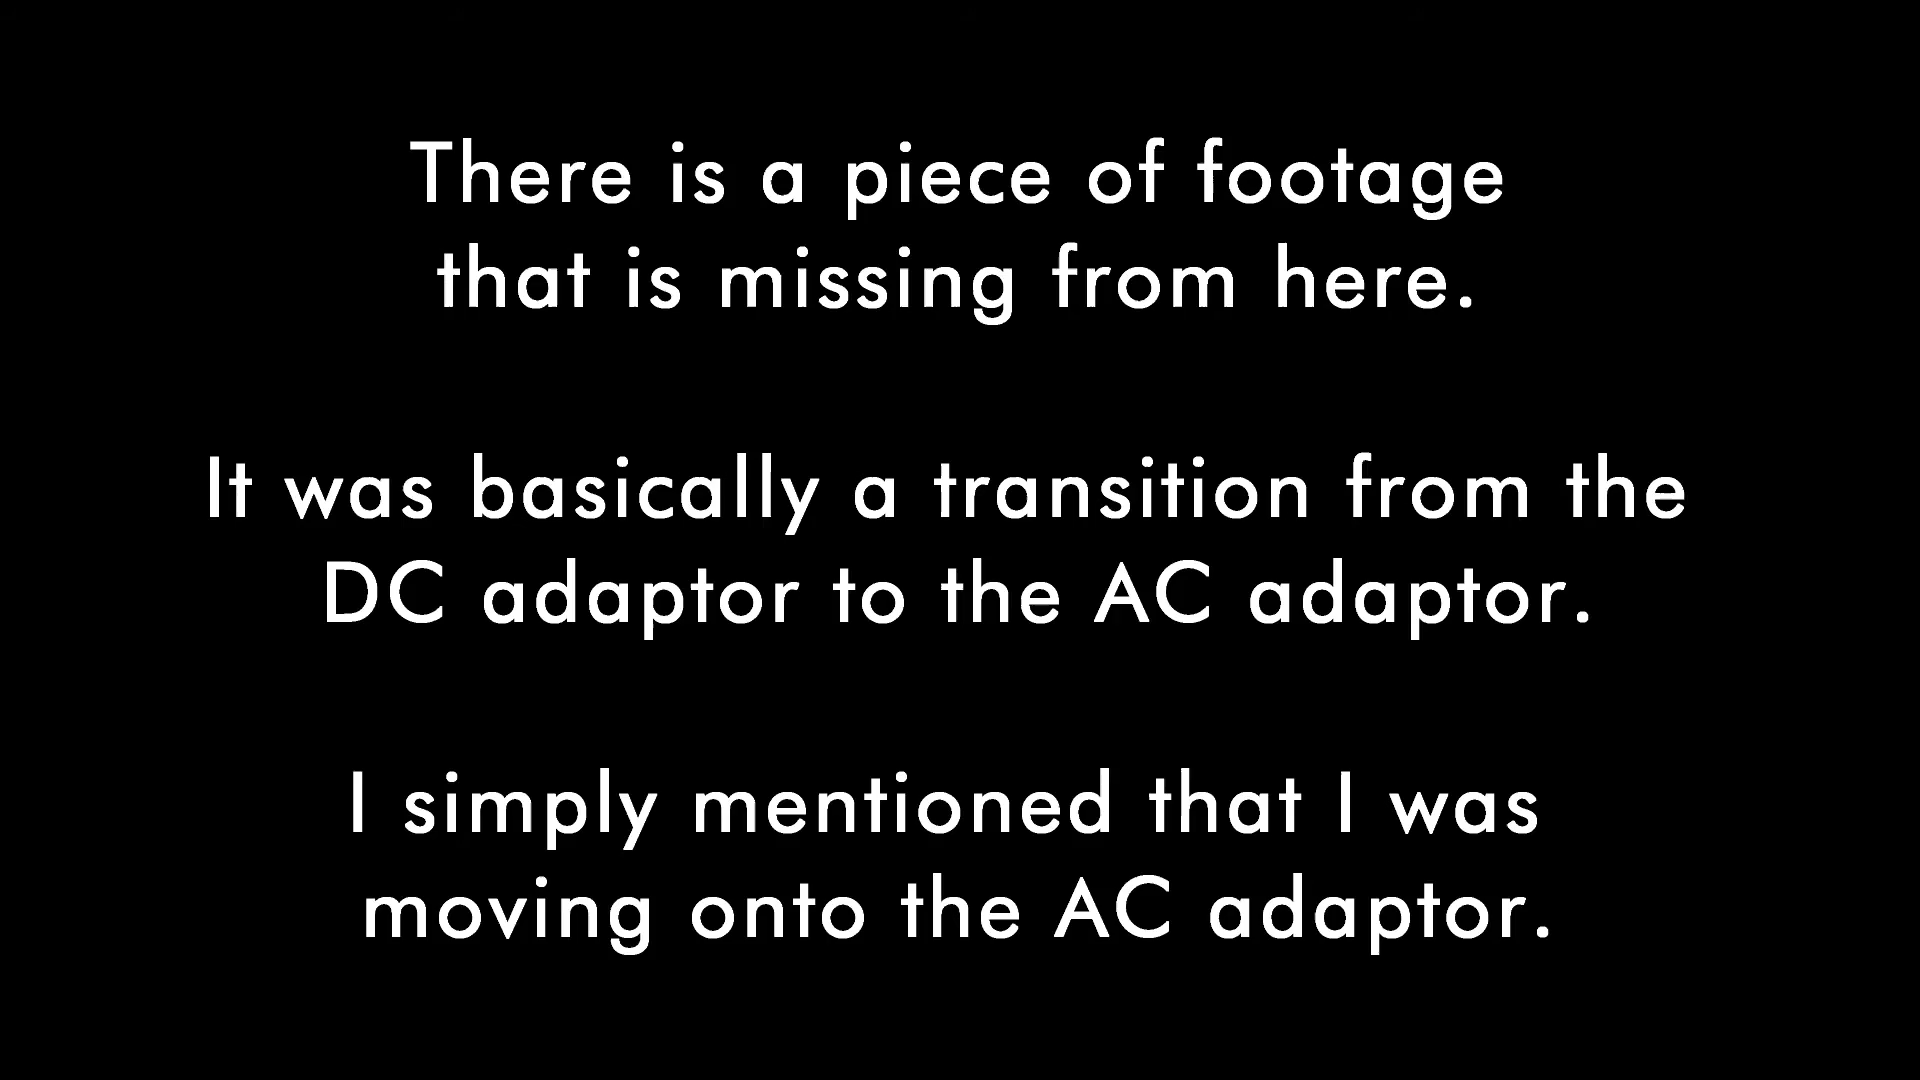 There is a piece of footage
that is missing from here.
It was basically a transition from the
DC adaptor to the AC adaptor.
I simply mentioned that I was
moving onto the AC adaptor.